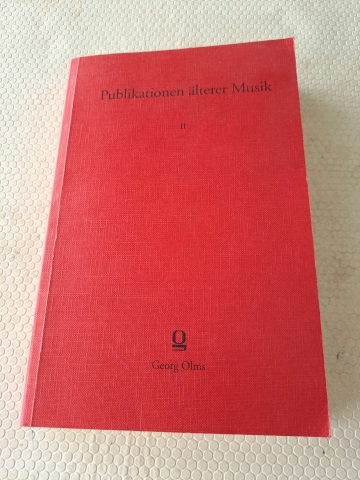 Publikationen älterer Musik
II
Georg Olms